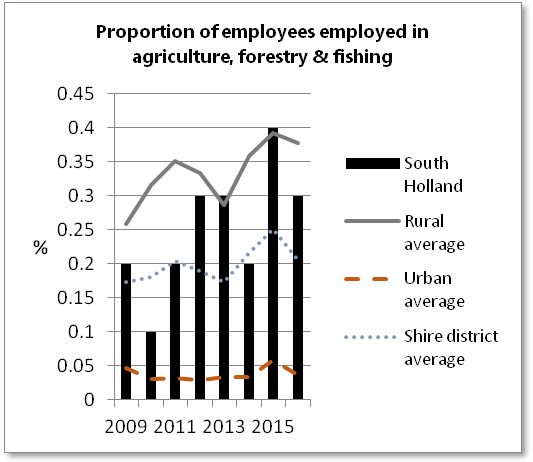 Proportion of employees employed in
agriculture, forestry & fishing
0.45
0.4
0.35
0.3
0.25
0.2
0.15
0.1
0.05
0
%
2009 2011 2013 2015
South
Holland
Rural
average
Urban
average
Shire district
average